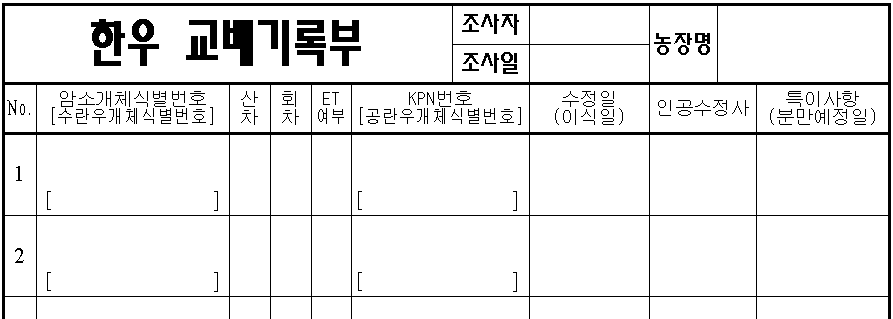 한우 교배기록부
조사자
조사일
농장명
No.
암소개체식별번호
[수란우개체식별번호]
산
차
회
차
ET
여부
KPN번호
[공란우개체식별번호]
수정일
(이식일)
인공수정사
특이사항
(분만예정일)
1
[ ]
[ ]
2
[ ]
[ ]